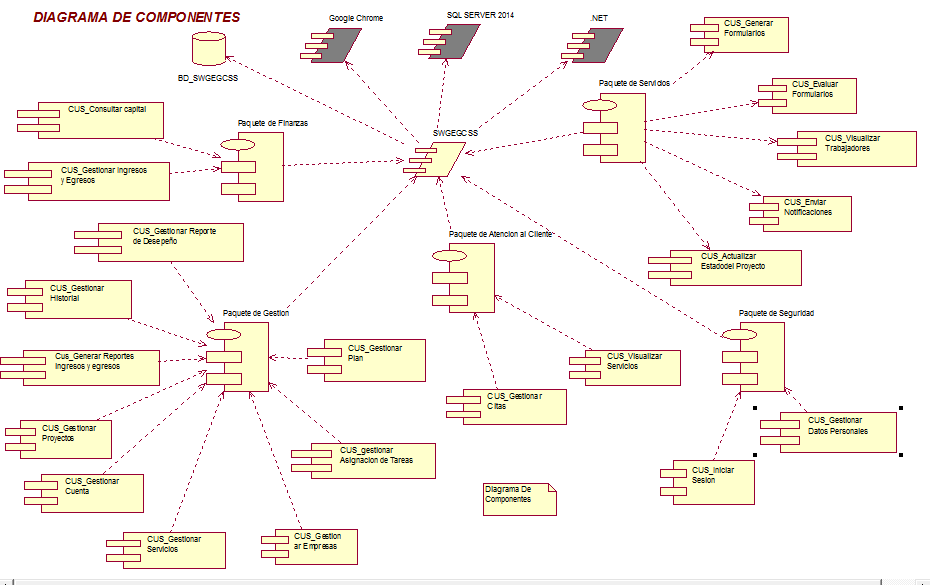 DIAGRAMA DE COMPONENTES
Google Chrome
SQL SERVER 2014
.NET
CUS_Generar
Formularios
BD_SWGEGCSS
Paquete de Servicios
CUS_Evaluar
Formularios
CUS_Consultar capital
Paquete de Finanzas
SWGEGCSS
CUS_Visualizar
Trabajadores
CUS_Gestionar Ingresos
y Egresos
CUS_Enviar
Notificaciones
CUS_Gestionar Reporte
de Desepeño
Paquete de Atencion al Cliente
CUS_Actualizar
Estadodel Proyecto
CUS_Gestionar
Historial
Paquete de Gestion
Paquete de Seguridad
Cus_Generar Reportes
Ingresos y egresos
CUS_Gestionar
Plan
CUS_Visualizar
Servicios
CUS_Gestionar
Citas
CUS_Gestionar
Proyectos
CUS_Gestionar
Datos Personales
CUS_gestionar
Asignacion de Tareas
CUS_Iniciar
Sesion
CUS_Gestionar
Cuenta
Diagrama De
Componentes
CUS_Gestionar
Servicios
CUS_Gestion
ar Empresas